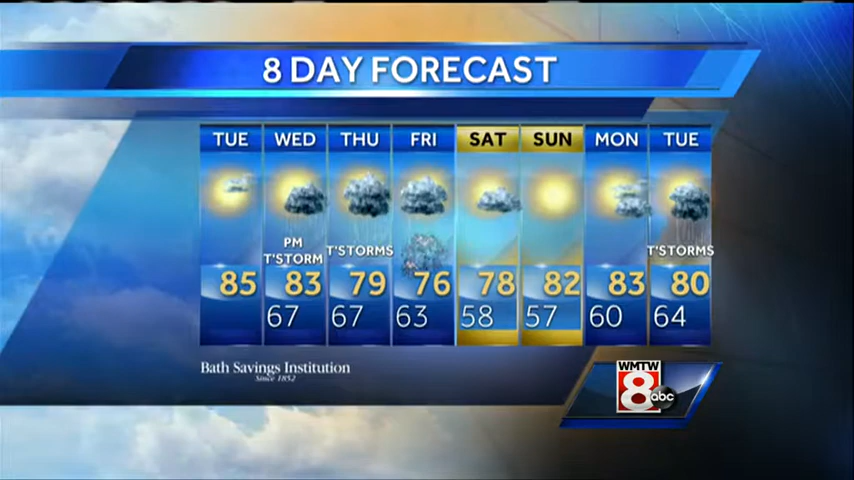 8 DAY FORECAST
TUE WED THU FRI SAT SUN MON TUE
PM
T'STORM T'STORMS T'STORMS
85 83 79 76 78 82 83 80
67 67 63 58 57 60 64
Bath Savings Institution
Since 1852
WMTW
8 abc